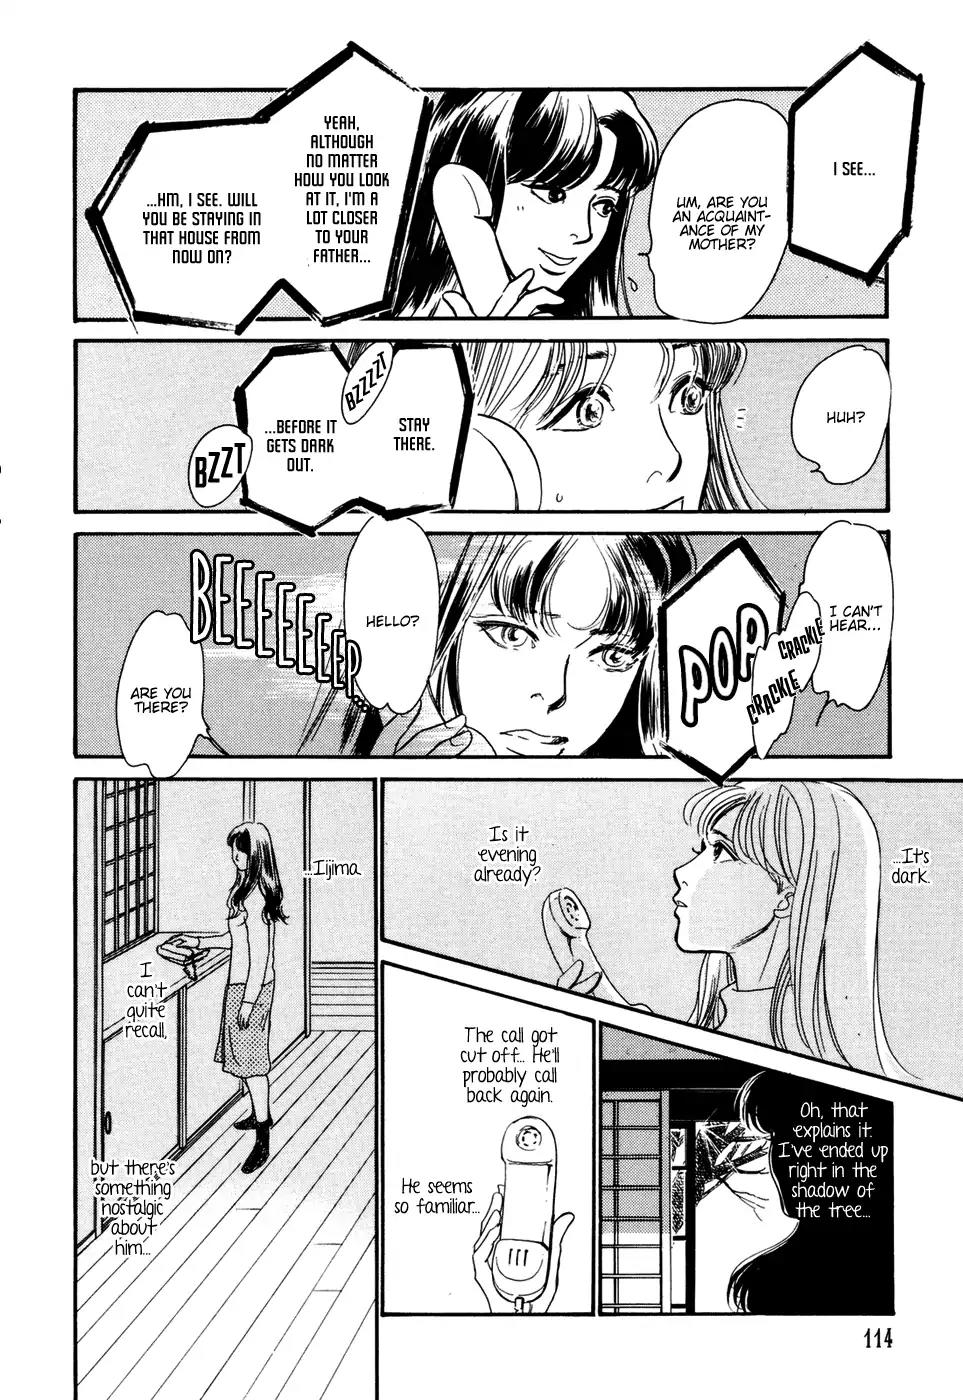 I SEE...
UM, ARE YOU
AN ACQUAINT-
ANCE OF MY
MOTHER?
YEAH,
ALTHOUGH
NO MATTER
HOW YOU LOOK
AT IT, I'M A
LOT CLOSER
TO YOUR
FATHER...
...HM, I SEE. WILL
YOU BE STAYING IN
THAT HOUSE FROM
NOW ON?
HUH?
STAY
THERE.
BZZZZT
...BEFORE IT
GETS DARK
OUT.
BZZT
I CAN'T
HEAR...
CRACKLE
CRACKLE,
POP
HELLO?
BEEEEEEEP...
ARE YOU
THERE?
...It's
dark.
Is it
evening
already?
Oh, that
explains it.
I've ended up
right in the
shadow of
the tree...
The call got
cut off... He'll
probably call
back again.
He seems
so familiar...
...Iijima.
I
can't
quite
recall,
but there's
something
nostalgic
about
him...
114